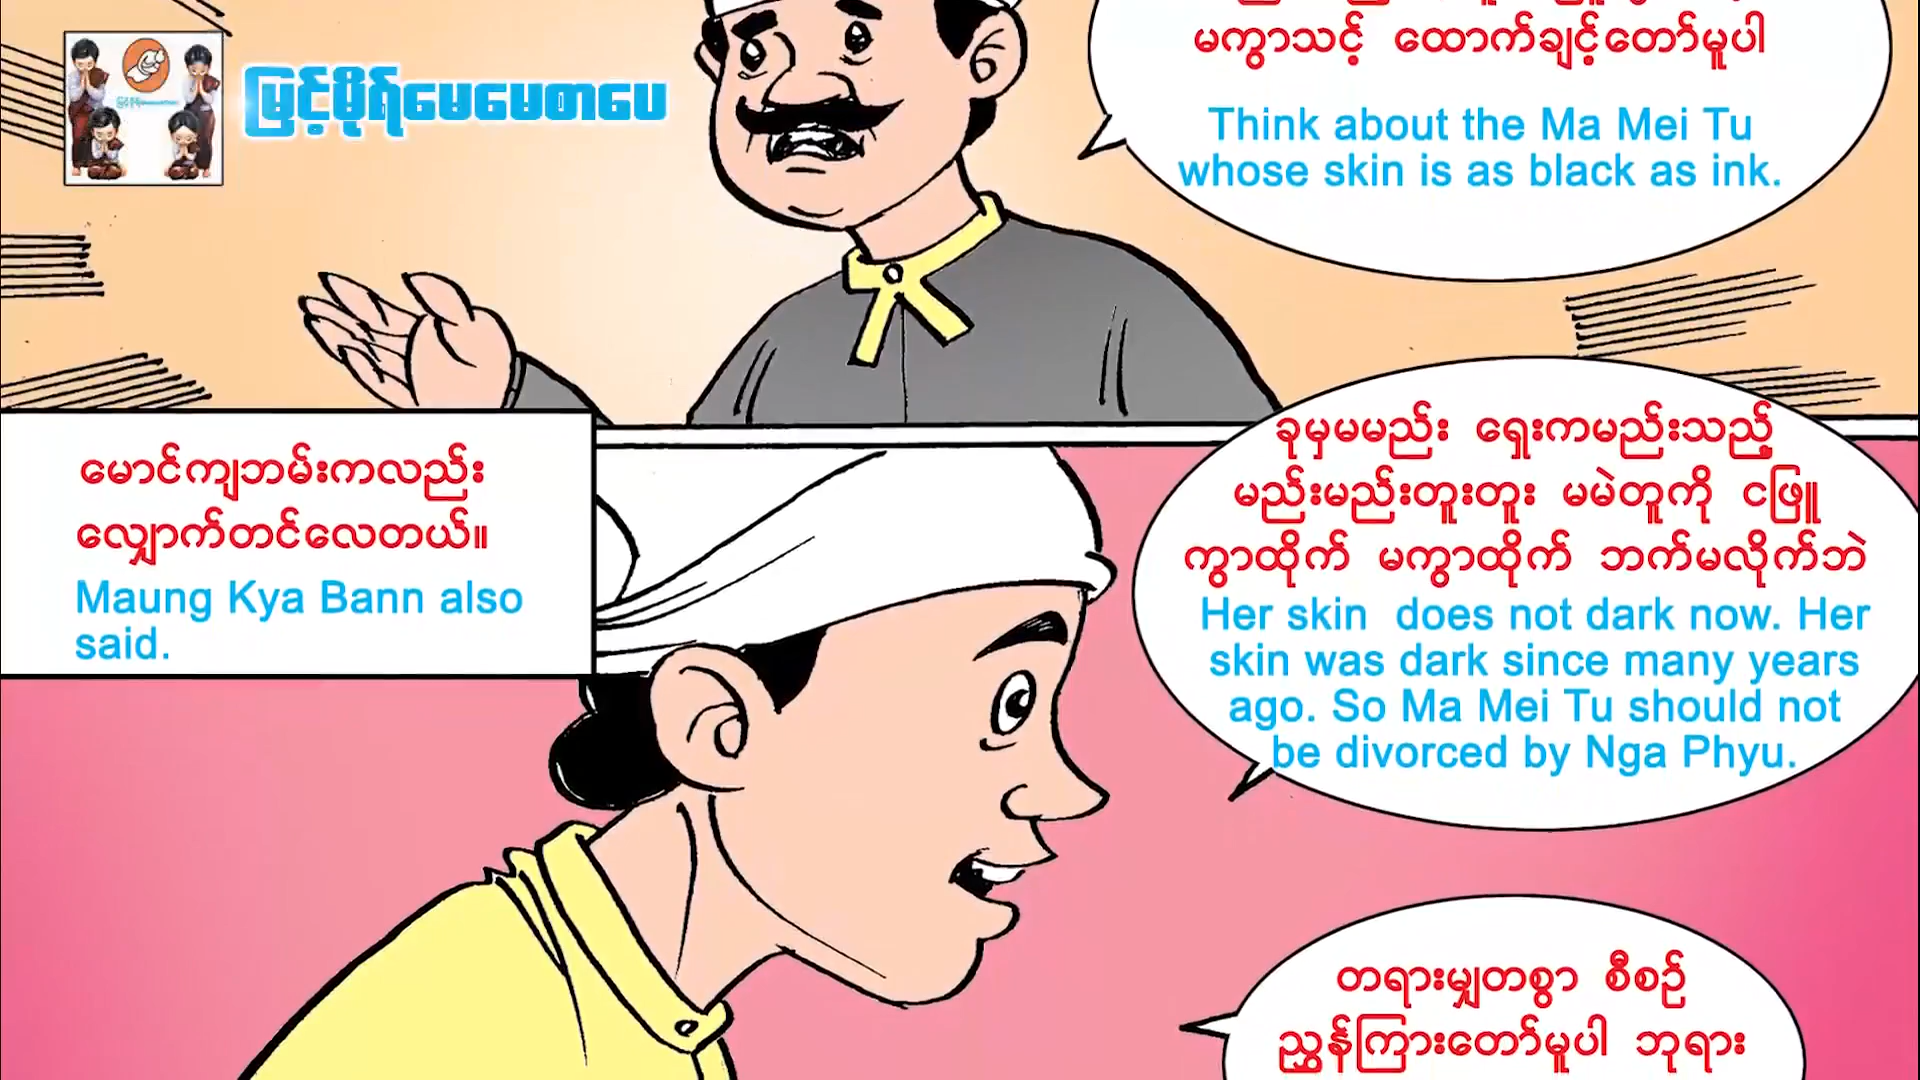 မြင့်မိုရ်မေမေစာပေ
မကွာသင့် ထောက်ချင့်တော်မူပါ
Think about the Ma Mei Tu
whose skin is as black as ink.
မောင်ကျဘမ်းကလည်း
လျှောက်တင်လေတယ်။
Maung Kya Bann also
said.
ခုမှမမည်း ရှေးကမည်းသည့်
မည်းမည်းတူးတူး မမဲတူကို ငဖြူ
ကွာထိုက် မကွာထိုက် ဘက်မလိုက်ဘဲ
Her skin does not dark now. Her
skin was dark since many years
ago. So Ma Mei Tu should not
be divorced by Nga Phyu.
တရားမျှတစွာ စီစဉ်
ညွှန်ကြားတော်မူပါ ဘုရား